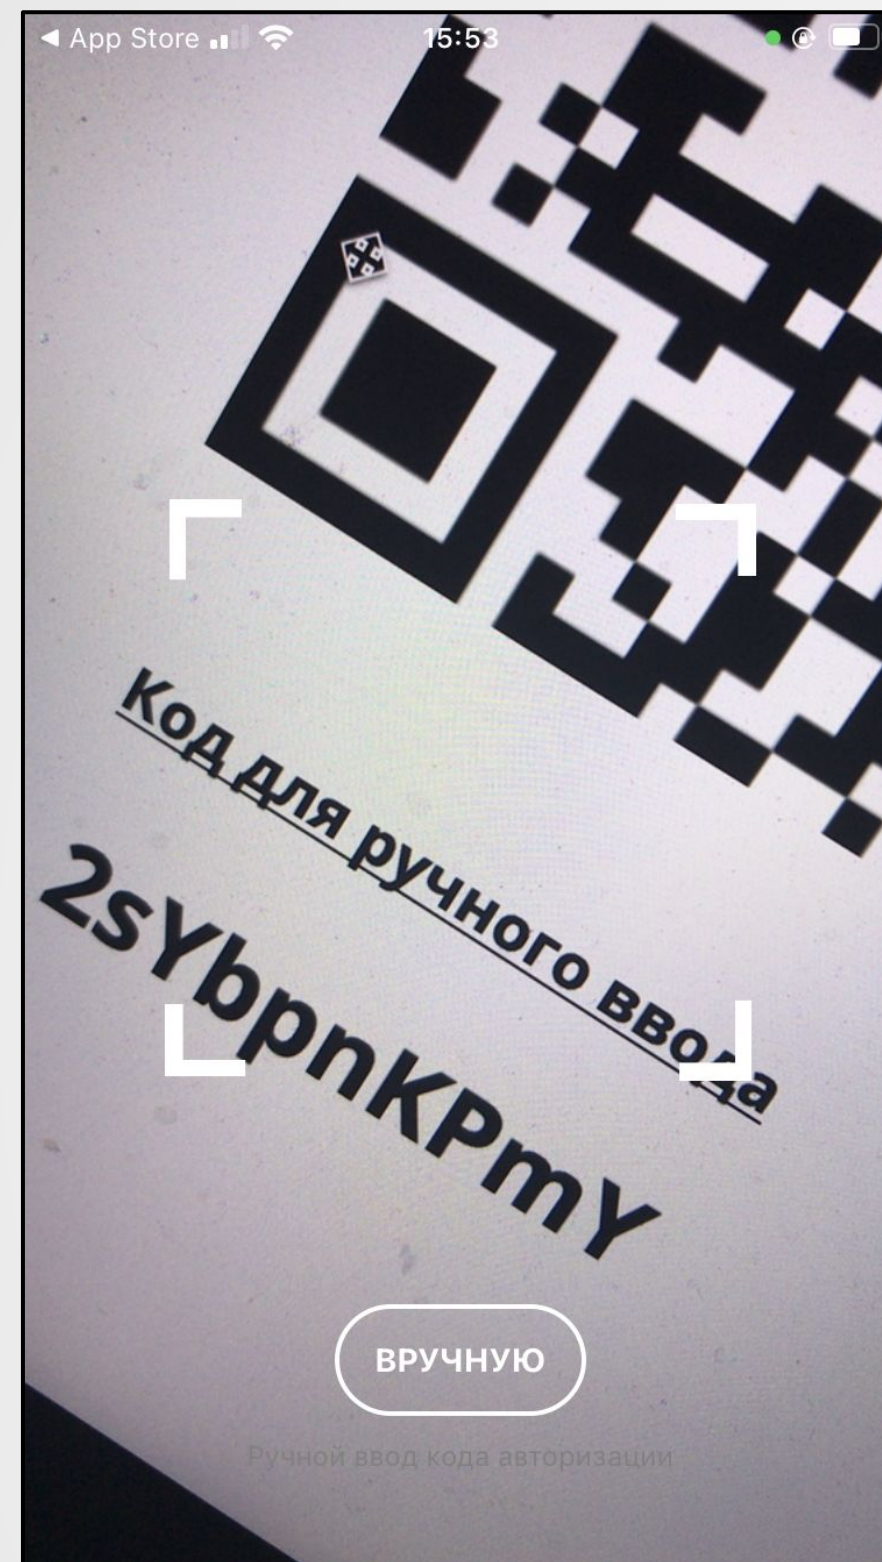 App Store
15:53
Код для ручного ввода
2sYbpnKPmY
ВРУЧНУЮ
Ручной ввод кода авторизации